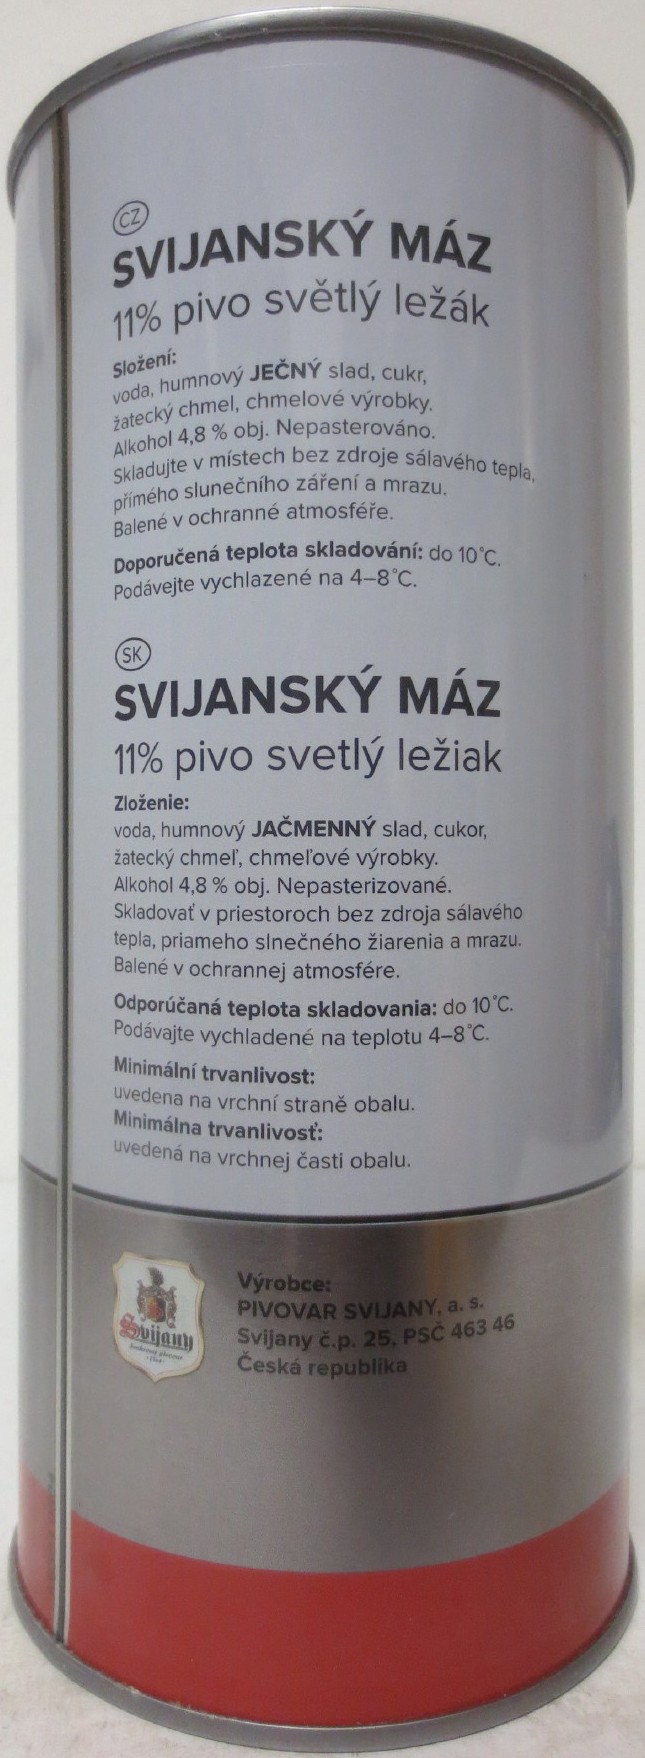 CZ
SVIJANSKÝ MÁZ
11% pivo světlý ležák
Složení:
voda, humnový JEČNÝ slad, cukr,
žatecký chmel, chmelové výrobky.
Alkohol 4,8 % obj. Nepasterováno.
Skladujte v místech bez zdroje sálavého tepla,
přímého slunečního záření a mrazu.
Balené v ochranné atmosféře.
Doporučená teplota skladování: do 10°C.
Podávejte vychlazené na 4–8°C.
SK
SVIJANSKÝ MÁZ
11% pivo svetlý ležiak
Zloženie:
voda, humnový JAČMENNÝ slad, cukor,
žatecký chmeľ, chmeľové výrobky.
Alkohol 4,8 % obj. Nepasterizované.
Skladovať v priestoroch bez zdroja sálavého
tepla, priameho slnečného žiarenia a mrazu.
Balené v ochrannej atmosfére.
Odporúčaná teplota skladovania: do 10°C.
Podávajte vychladené na teplotu 4–8°C.
Minimální trvanlivost:
uvedena na vrchní straně obalu.
Minimálna trvanlivosť:
uvedená na vrchnej časti obalu.
Svijany
Výrobce:
PIVOVAR SVIJANY, a. s.
Svijany č.p. 25, PSČ 463 46
Česká republika